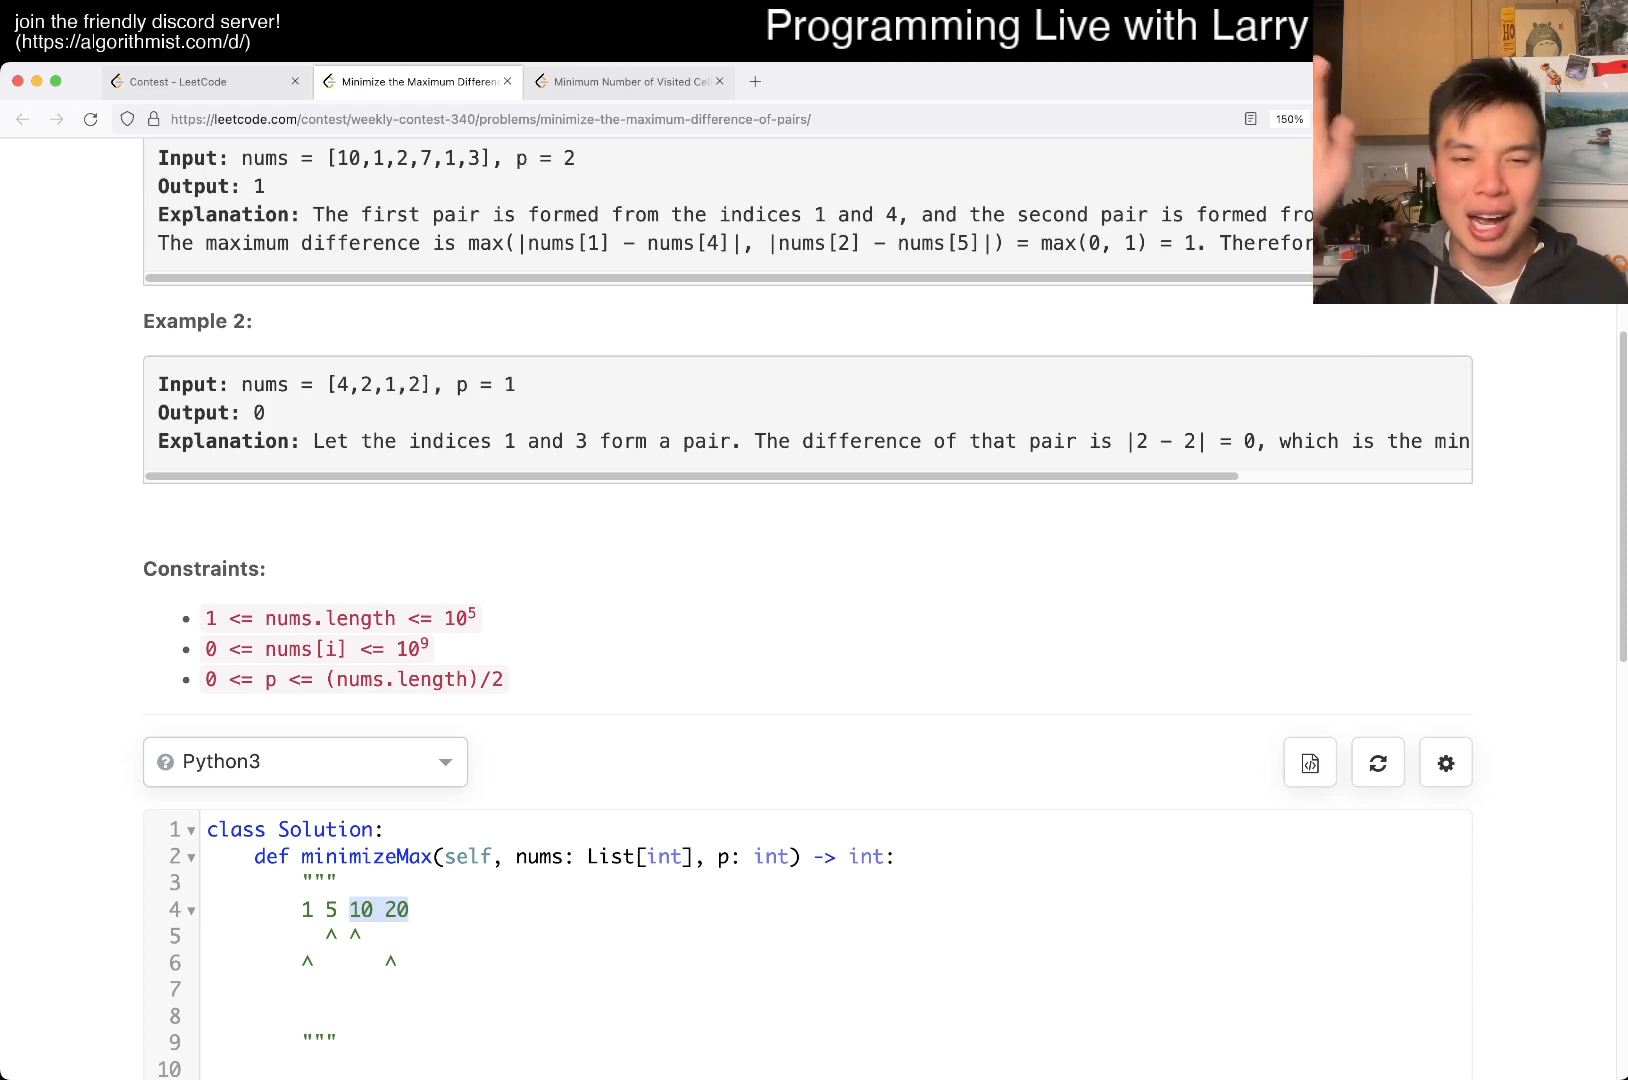 join the friendly discord server!
(https://algorithmist.com/d/)
Programming Live with Larry
Contest - LeetCode
Minimize the Maximum Differen
Minimum Number of Visited Cel
https://leetcode.com/contest/weekly-contest-340/problems/minimize-the-maximum-difference-of-pairs/
150%
Input: nums = [10,1,2,7,1,3], p = 2
Output: 1
Explanation: The first pair is formed from the indices 1 and 4, and the second pair is formed fro
The maximum difference is max(|nums[1] - nums[4]|, |nums[2] - nums[5]|) = max(0, 1) = 1. Therefor
Example 2:
Input: nums = [4,2,1,2], p = 1
Output: 0
Explanation: Let the indices 1 and 3 form a pair. The difference of that pair is |2 - 2| = 0, which is the min
Constraints:
1 <= nums.length <= 10⁵
0 <= nums[i] <= 10⁹
0 <= p <= (nums.length)/2
Python3
1 class Solution:
2 def minimizeMax(self, nums: List[int], p: int) -> int:
3 """
4 1 5 10 20
5 ^ ^
6 ^ ^
7
8
9 """
10